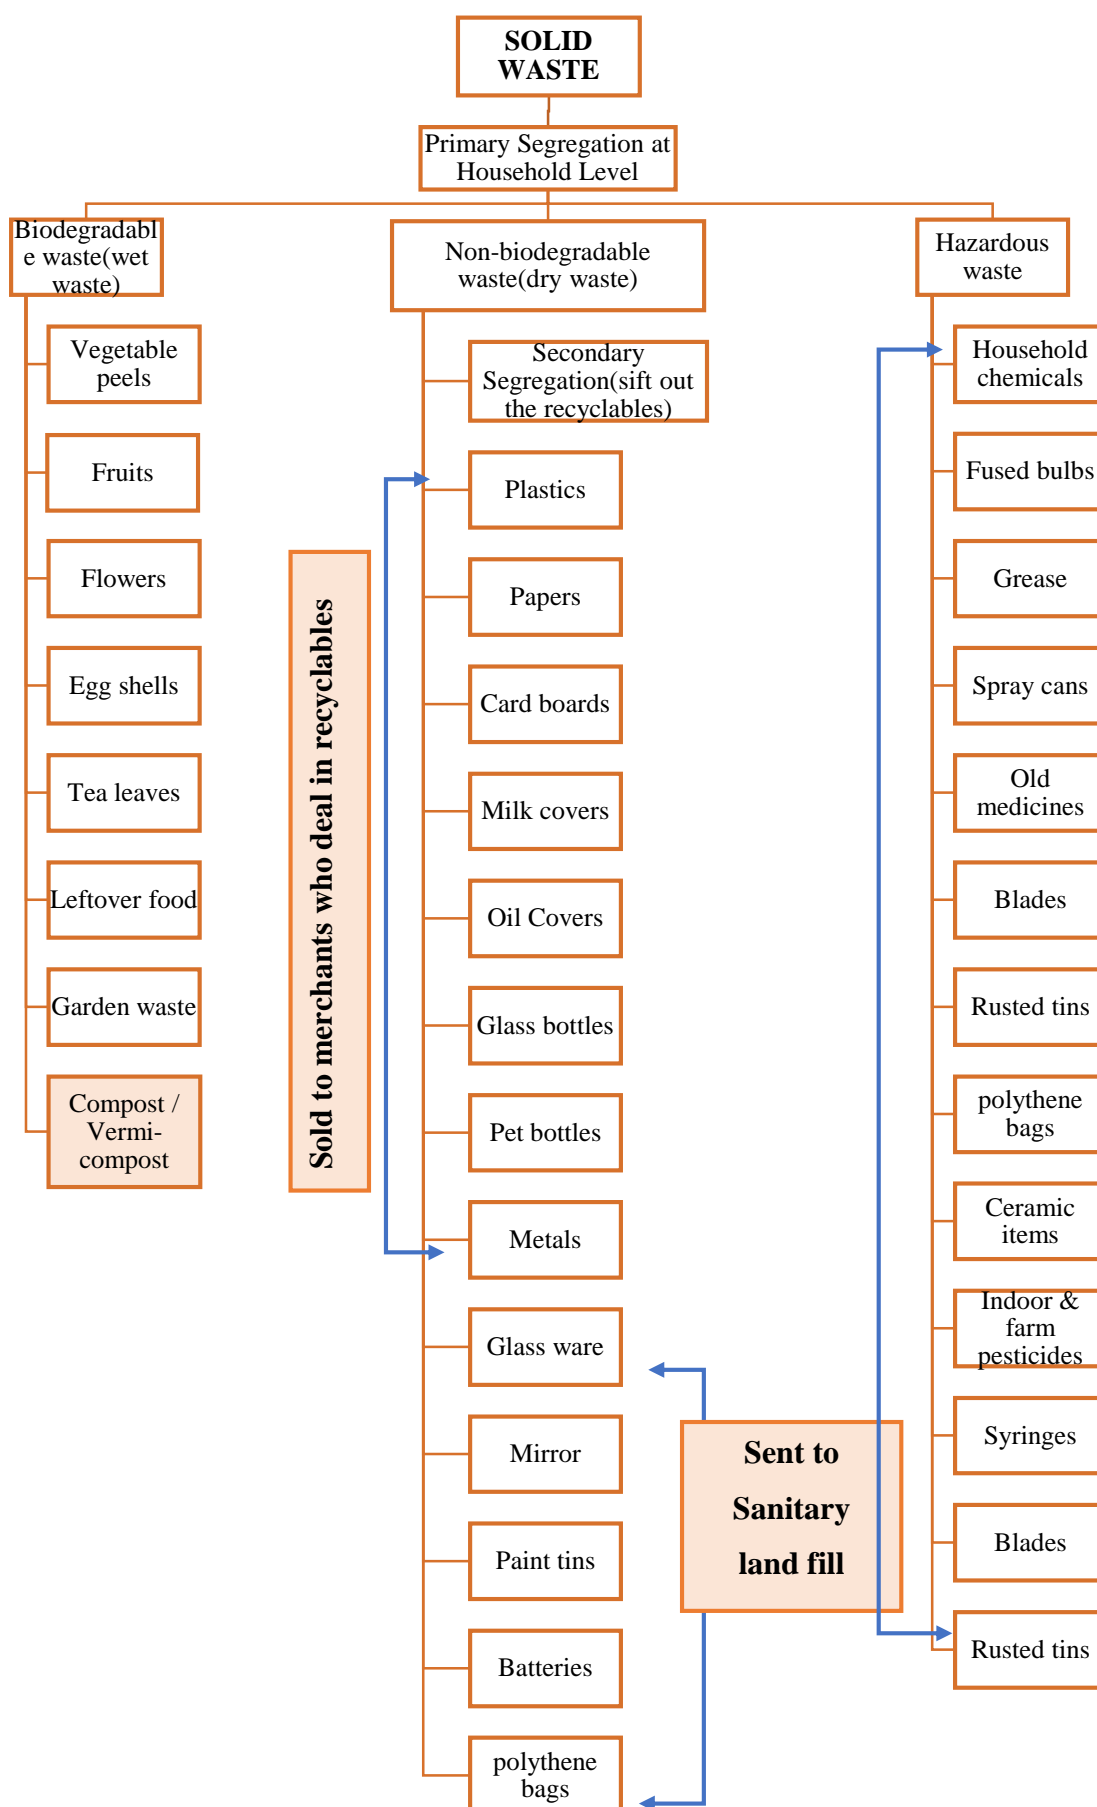 SOLID
WASTE
Primary Segregation at
Household Level
Biodegradabl
e waste(wet
waste)
Vegetable
peels
Fruits
Flowers
Egg shells
Tea leaves
Leftover food
Garden waste
Compost /
Vermi-
compost
Sold to merchants who deal in recyclables
Non-biodegradable
waste(dry waste)
Secondary
Segregation(sift out
the recyclables)
Plastics
Papers
Card boards
Milk covers
Oil Covers
Glass bottles
Pet bottles
Metals
Glass ware
Mirror
Paint tins
Batteries
polythene
bags
Sent to
Sanitary
land fill
Hazardous
waste
Household
chemicals
Fused bulbs
Grease
Spray cans
Old
medicines
Blades
Rusted tins
polythene
bags
Ceramic
items
Indoor &
farm
pesticides
Syringes
Blades
Rusted tins